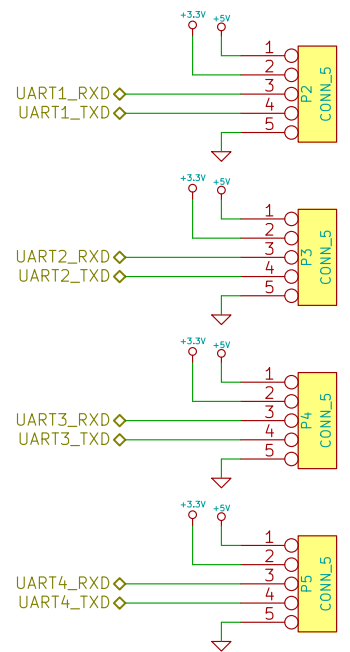 +3.3V +5V
1
2
UART1_RXD 3
UART1_TXD 4
5
P2
CONN_5
+3.3V +5V
1
2
UART2_RXD 3
UART2_TXD 4
5
P3
CONN_5
+3.3V +5V
1
2
UART3_RXD 3
UART3_TXD 4
5
P4
CONN_5
+3.3V +5V
1
2
UART4_RXD 3
UART4_TXD 4
5
P5
CONN_5